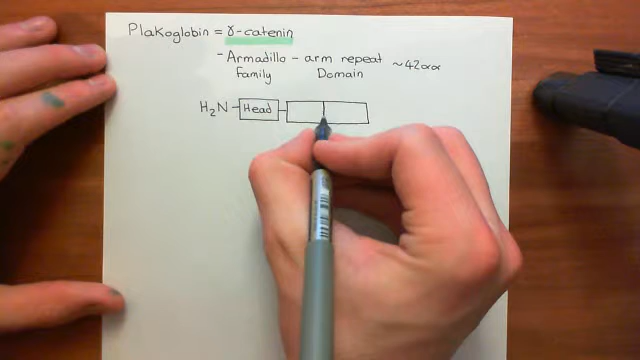 Plakoglobin = γ-catenin
- Armadillo - arm repeat ~42αα
Family Domain
H₂N Head